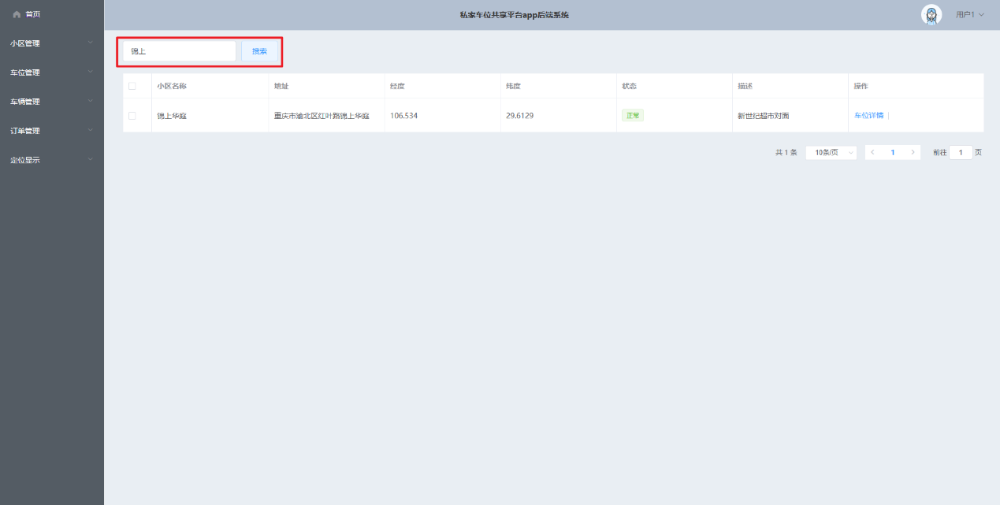 首页
私家车位共享平台app后端系统
用户1
小区管理
车位管理
车辆管理
订单管理
定位显示
锦上 搜索
小区名称 地址 经度 纬度 状态 描述 操作
锦上华庭 重庆市渝北区红叶路锦上华庭 106.534 29.6129 正常 新世纪超市对面 车位详情
共 1 条 10条/页 1 前往 1 页